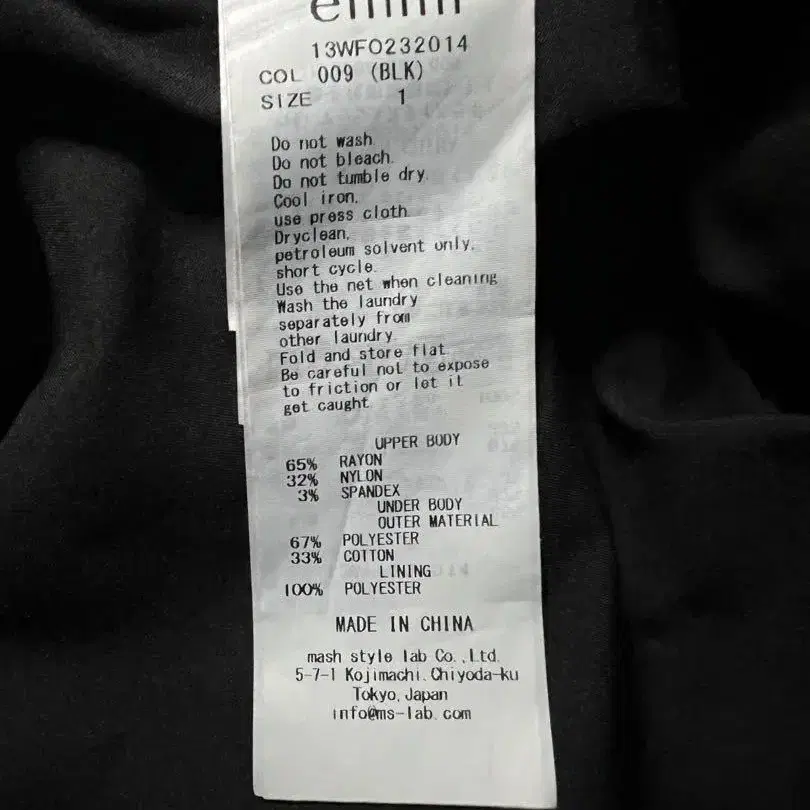 13WFO232014
COL 009 (BLK)
SIZE 1
Do not wash.
Do not bleach.
Do not tumble dry.
Cool iron.
use press cloth.
Dryclean,
petroleum solvent only,
short cycle.
Use the net when cleaning
Wash the laundry
separately from
other laundry.
Fold and store flat.
Be careful not to expose
to friction or let it
get caught.
UPPER BODY
65% RAYON
32% NYLON
3% SPANDEX
UNDER BODY
OUTER MATERIAL
67% POLYESTER
33% COTTON
LINING
100% POLYESTER
MADE IN CHINA
mash style lab Co.,Ltd.
5-7-1 Kojimachi.Chiyoda-ku
Tokyo,Japan
info@ms-lab.com